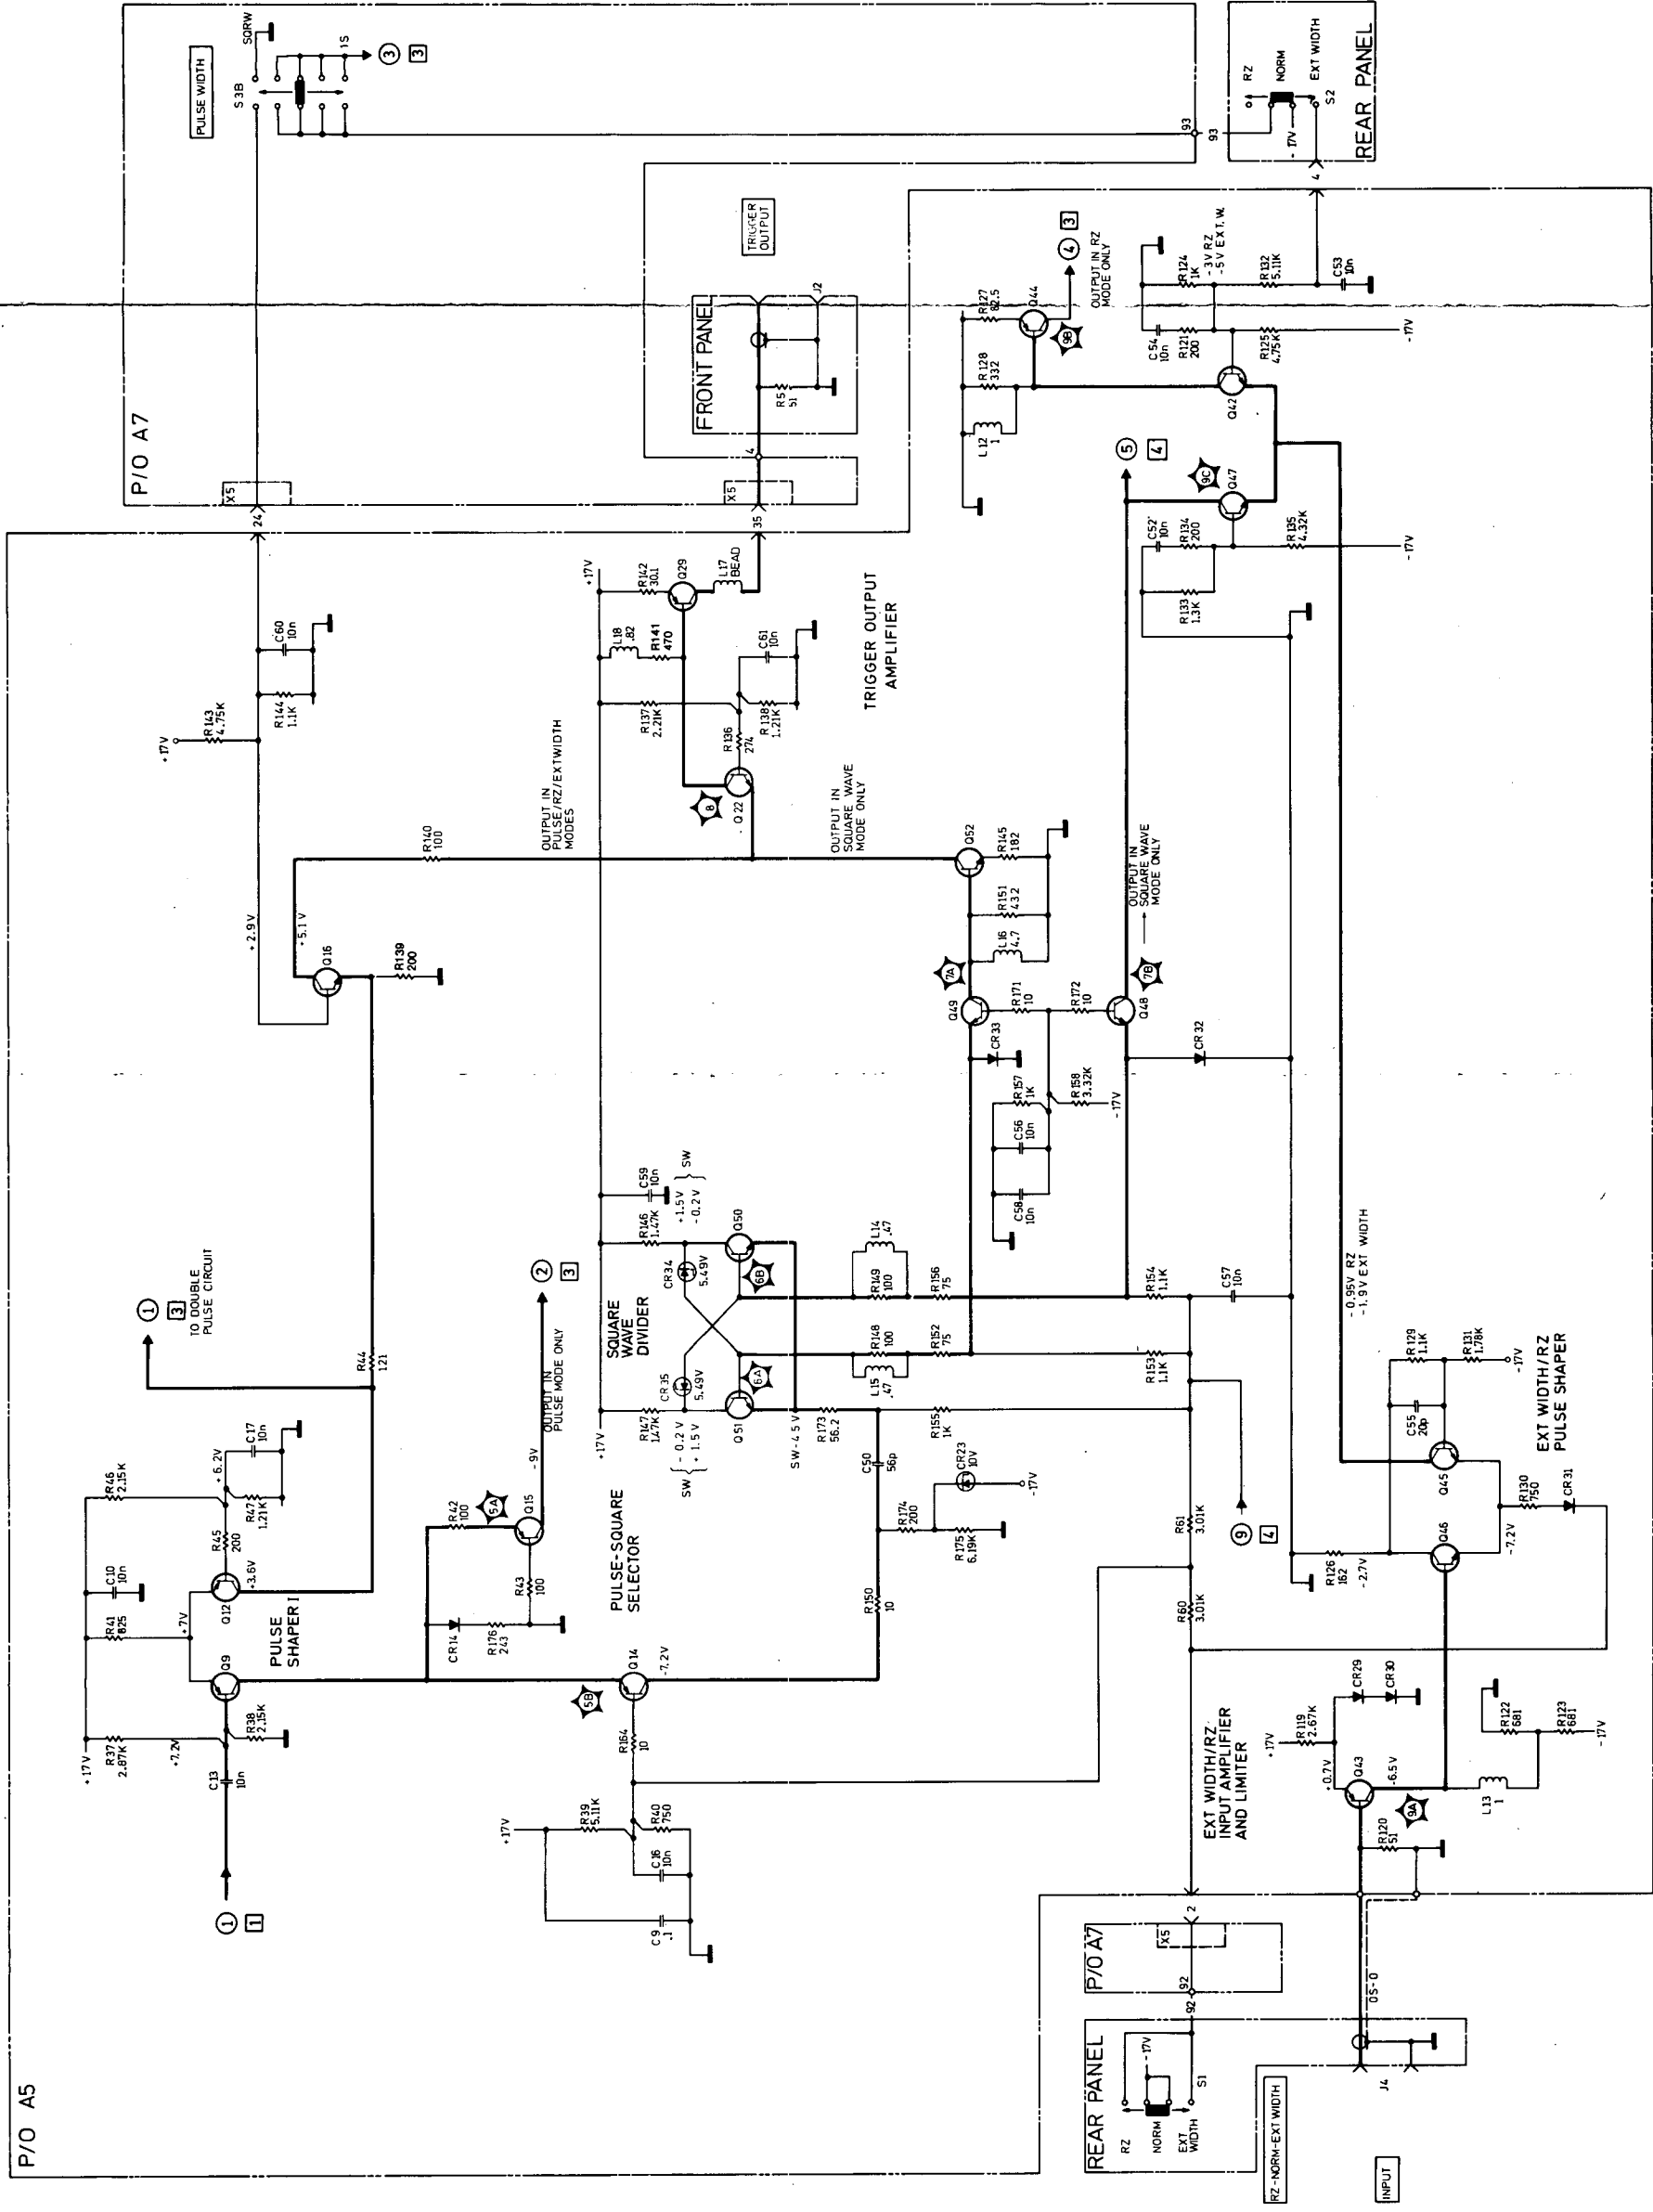 P/O A5
P/O A7
PULSE WIDTH
S3B
SQRW
1S
3
3
X5
24
X5
35
4
FRONT PANEL
R5
51
J2
TRIGGER
OUTPUT
93
93
REAR PANEL
RZ
NORM
EXT WIDTH
-17V
S2
4
+17V
R143
4.75K
R144
1.1K
C60
10n
+2.9V
+5.1V
Q16
R139
200
R140
100
OUTPUT IN
PULSE/RZ/EXTWIDTH
MODES
+17V
R142
30.1
Q29
L17
BEAD
L18
.82
R141
470
R137
2.21K
R136
274
R138
1.21K
C61
10n
8
Q22
TRIGGER OUTPUT
AMPLIFIER
OUTPUT IN
SQUARE WAVE
MODE ONLY
Q52
R145
182
R151
432
L16
4.7
7A
Q49
R171
10
R172
10
Q48
7B
OUTPUT IN
SQUARE WAVE
MODE ONLY
CR33
CR32
R157
1K
C56
10n
C58
10n
R158
3.32K
-17V
1
3
TO DOUBLE
PULSE CIRCUIT
R44
121
R46
2.15K
+6.2V
C17
10n
R47
1.21K
R45
200
C10
10n
R41
825
+7V
Q12
+3.6V
PULSE
SHAPER I
Q9
+17V
R37
2.87K
+7.2V
R38
2.15K
C13
10n
1
1
R42
100
5A
Q15
-9V
2
3
OUTPUT IN
PULSE MODE ONLY
R43
100
CR14
R176
243
5B
Q14
-7.2V
R164
10
PULSE-SQUARE
SELECTOR
+17V
R39
5.11K
R40
750
C16
10n
C9
.1
SQUARE
WAVE
DIVIDER
+17V
R147
1.47K
R146
1.47K
C59
10n
+1.5V
-0.2V
SW
CR34
5.49V
CR35
5.49V
Q50
6B
6A
Q51
SW
-0.2V
+1.5V
SW-4.5V
R173
56.2
C50
56p
R155
1K
R150
10
R174
200
R175
6.19K
CR23
10V
-17V
L14
.47
R149
100
R156
75
R148
100
L15
.47
R152
75
R154
1.1K
R153
1.1K
C57
10n
R61
3.01K
R60
3.01K
9
4
5
4
9C
Q47
Q42
C52
10n
R134
200
R133
1.3K
R135
4.32K
-17V
L12
1
R128
332
R127
82.5
Q44
9B
4
3
OUTPUT IN RZ
MODE ONLY
C54
10n
R121
200
R124
1K
-3V RZ
-5V EXT.W.
R125
4.75K
R132
5.11K
C53
10n
-17V
-0.95V RZ
-1.9V EXT WIDTH
R126
162
-2.7V
R129
1.1K
R131
1.78K
-17V
C55
20p
Q45
Q46
-7.2V
R130
750
CR31
EXT WIDTH/RZ
PULSE SHAPER
EXT WIDTH/RZ
INPUT AMPLIFIER
AND LIMITER
+17V
R119
2.67K
CR29
CR30
+0.7V
Q43
-6.5V
9A
R120
51
L13
1
R122
681
R123
681
-17V
P/O A7
X5
2
92
92
REAR PANEL
RZ
NORM
EXT
WIDTH
-17V
S1
RZ-NORM-EXT WIDTH
OS-0
J4
INPUT